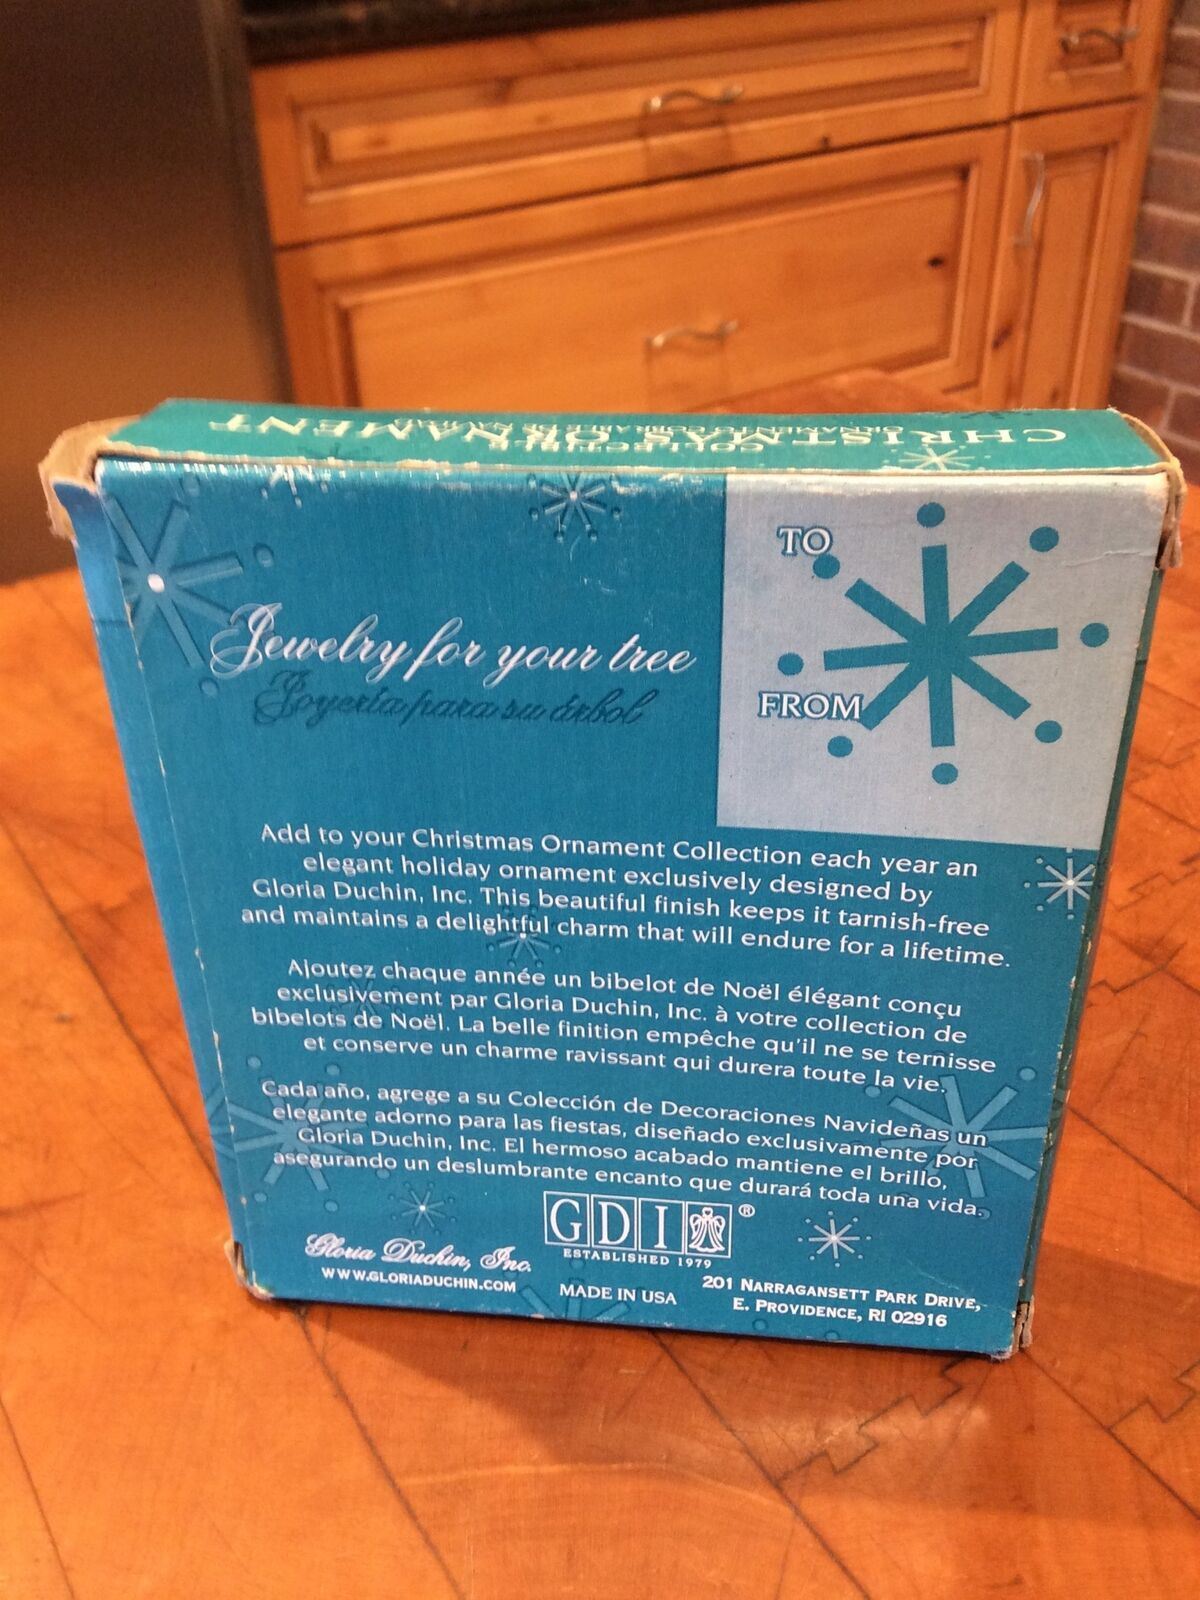 COLLECTIBLE
CHRISTMAS ORNAMENT
Jewelry for your tree
Joyería para su árbol
TO
FROM
Add to your Christmas Ornament Collection each year an
elegant holiday ornament exclusively designed by
Gloria Duchin, Inc. This beautiful finish keeps it tarnish-free
and maintains a delightful charm that will endure for a lifetime.
Ajoutez chaque année un bibelot de Noël élégant conçu
exclusivement par Gloria Duchin, Inc. à votre collection de
bibelots de Noël. La belle finition empêche qu'il ne se ternisse
et conserve un charme ravissant qui durera toute la vie.
Cada año, agrege a su Colección de Decoraciones Navideñas un
elegante adorno para las fiestas, diseñado exclusivamente por
Gloria Duchin, Inc. El hermoso acabado mantiene el brillo,
asegurando un deslumbrante encanto que durará toda una vida.
GDI®
ESTABLISHED 1979
Gloria Duchin, Inc.
WWW.GLORIADUCHIN.COM
MADE IN USA
201 NARRAGANSETT PARK DRIVE,
E. PROVIDENCE, RI 02916